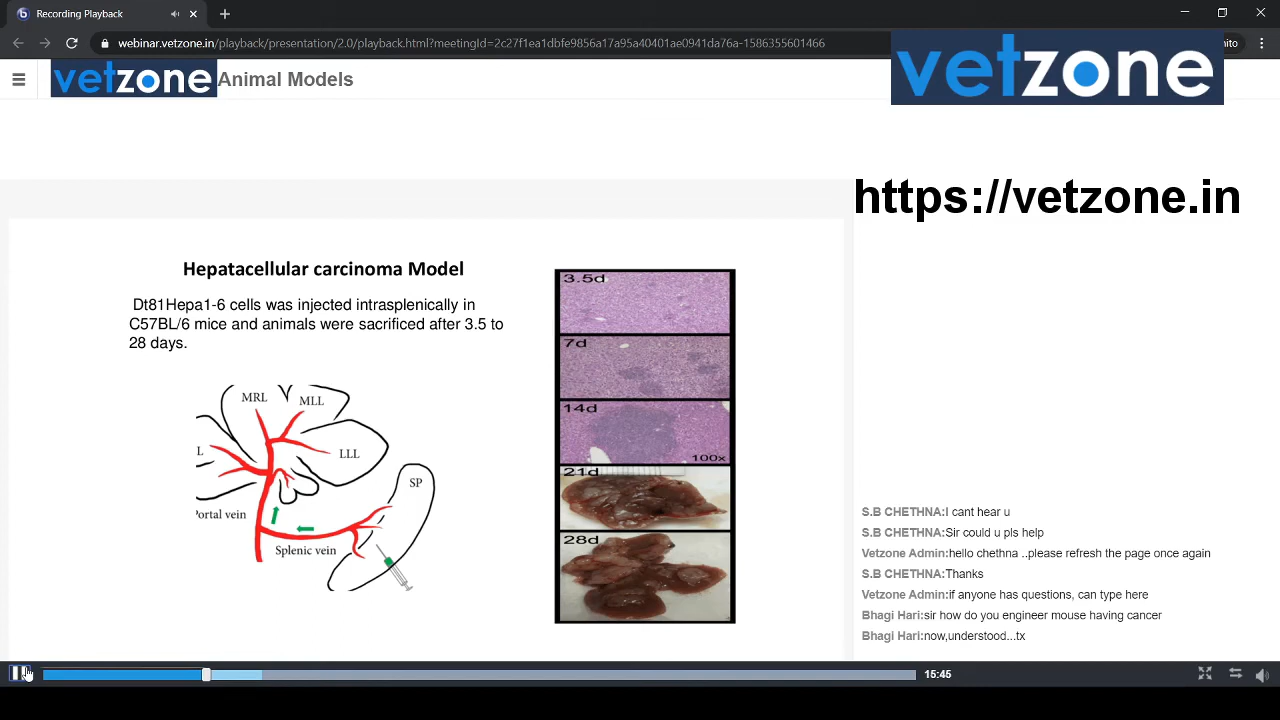 Recording Playback
webinar.vetzone.in/playback/presentation/2.0/playback.html?meetingId=2c27f1ea1dbfe9856a17a95a40401ae0941da76a-1586355601466
nito
vetzone
vetzone Animal Models
https://vetzone.in
Hepatacellular carcinoma Model
Dt81Hepa1-6 cells was injected intrasplenically in
C57BL/6 mice and animals were sacrificed after 3.5 to
28 days.
MRL
MLL
L
LLL
SP
Portal vein
Splenic vein
3.5d
7d
14d
100x
21d
28d
S.B CHETHNA:I cant hear u
S.B CHETHNA:Sir could u pls help
Vetzone Admin:hello chethna ..please refresh the page once again
S.B CHETHNA:Thanks
Vetzone Admin:if anyone has questions, can type here
Bhagi Hari:sir how do you engineer mouse having cancer
Bhagi Hari:now,understood...tx
15:45